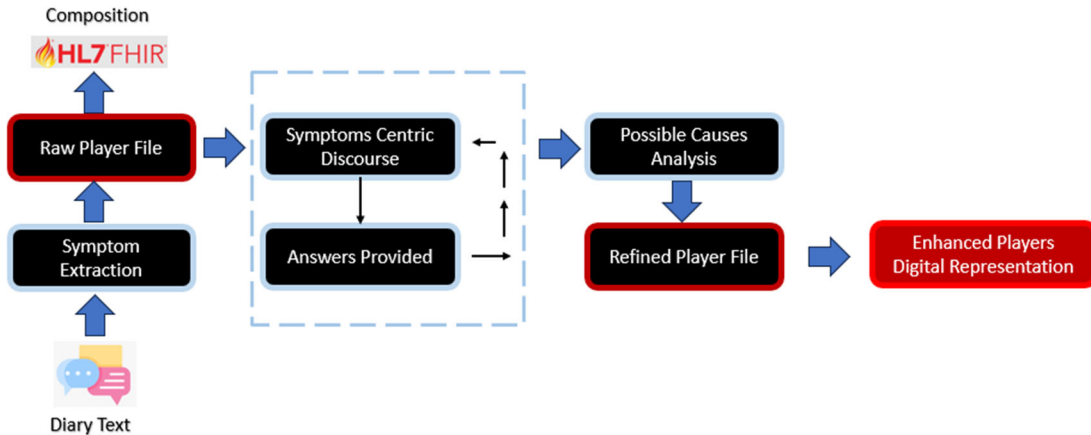 Composition
HL7 FHIR
Raw Player File
Symptoms Centric
Discourse
Possible Causes
Analysis
Symptom
Extraction
Answers Provided
Refined Player File
Enhanced Players
Digital Representation
Diary Text